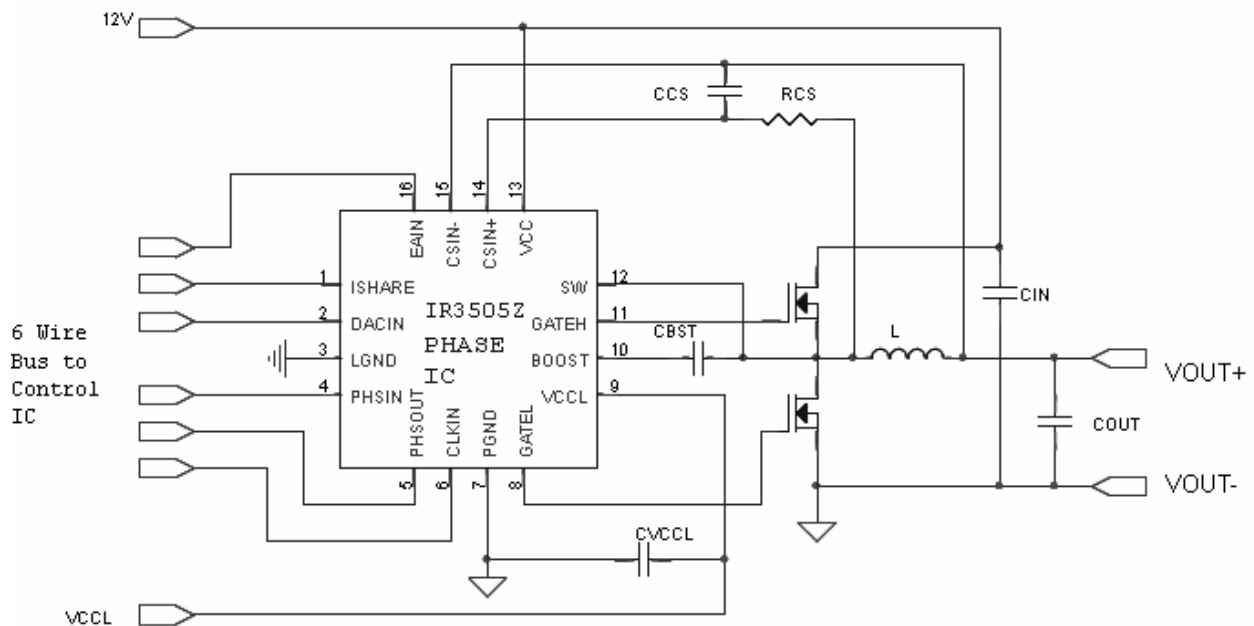 12V
CCS
RCS
16
15
14
13
EAIN
CSIN-
CSIN+
VCC
1
ISHARE
2
DACIN
3
LGND
4
PHSIN
IR3505Z
PHASE
IC
SW
12
GATEH
11
BOOST
10
VCCL
9
PHSOUT
CLKIN
PGND
GATEL
5
6
7
8
CBST
L
CIN
COUT
VOUT+
VOUT-
6 Wire
Bus to
Control
IC
CVCCL
VCCL